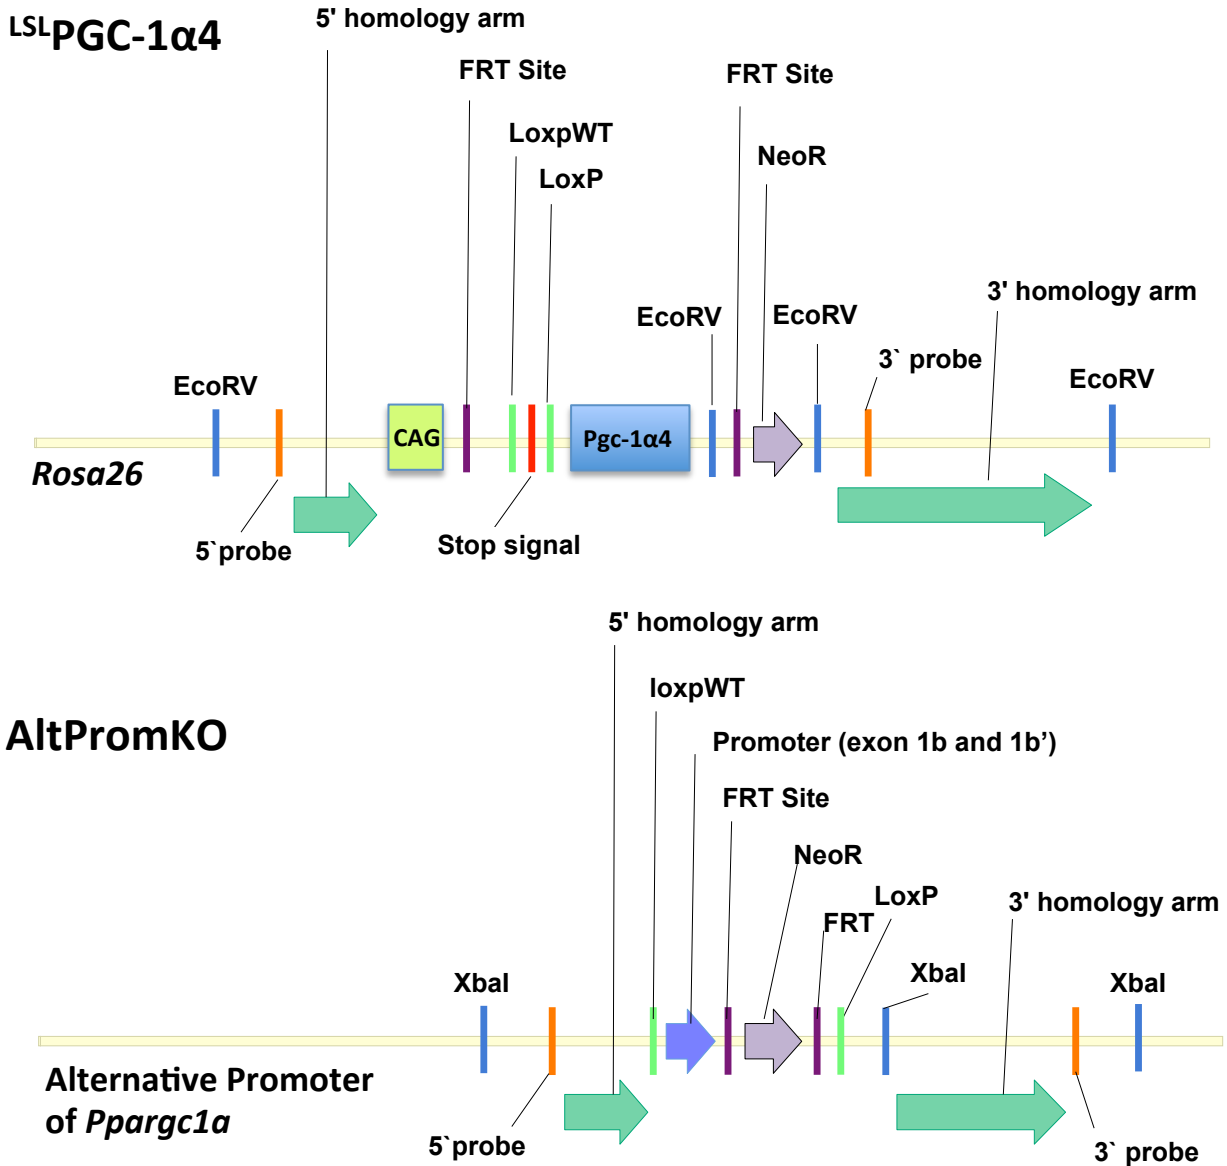 LSLPGC-1α4
5' homology arm
FRT Site
FRT Site
LoxpWT
NeoR
LoxP
3' homology arm
EcoRV
EcoRV
3` probe
EcoRV
EcoRV
CAG
Pgc-1α4
Rosa26
5`probe
Stop signal
5' homology arm
loxpWT
AltPromKO
Promoter (exon 1b and 1b’)
FRT Site
NeoR
LoxP
3' homology arm
FRT
XbaI
XbaI
XbaI
Alternative Promoter
of Ppargc1a
5`probe
3` probe